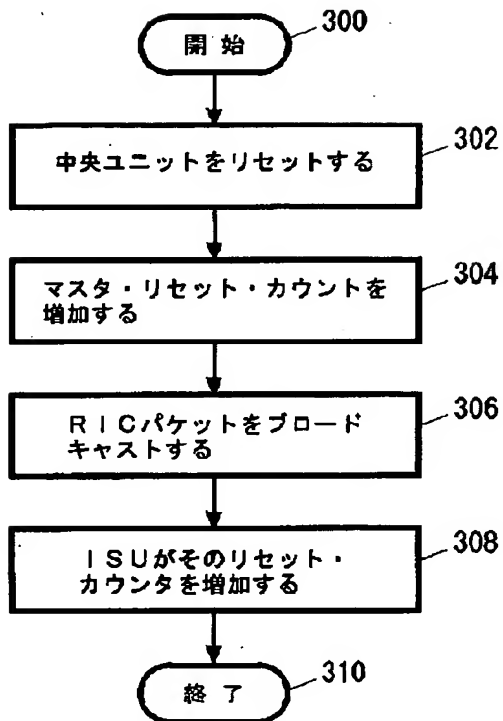 開始
300
中央ユニットをリセットする
302
マスタ・リセット・カウントを
増加する
304
RICパケットをブロード
キャストする
306
ISUがそのリセット・
カウンタを増加する
308
終了
310